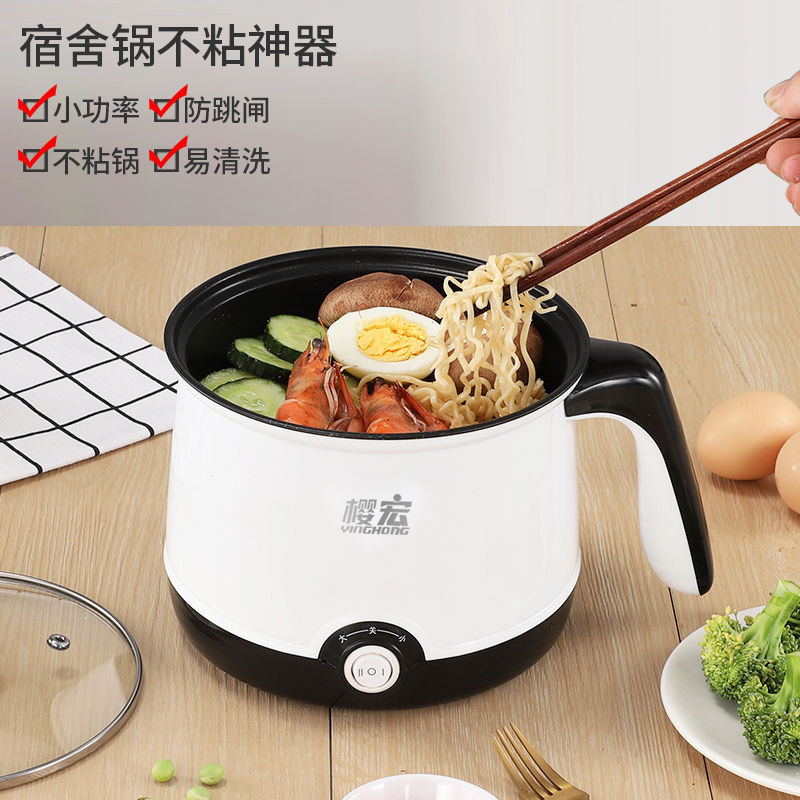 宿舍锅不粘神器
小功率 防跳闸
不粘锅 易清洗
樱宏
YINGHONG
大 关 小
II O I